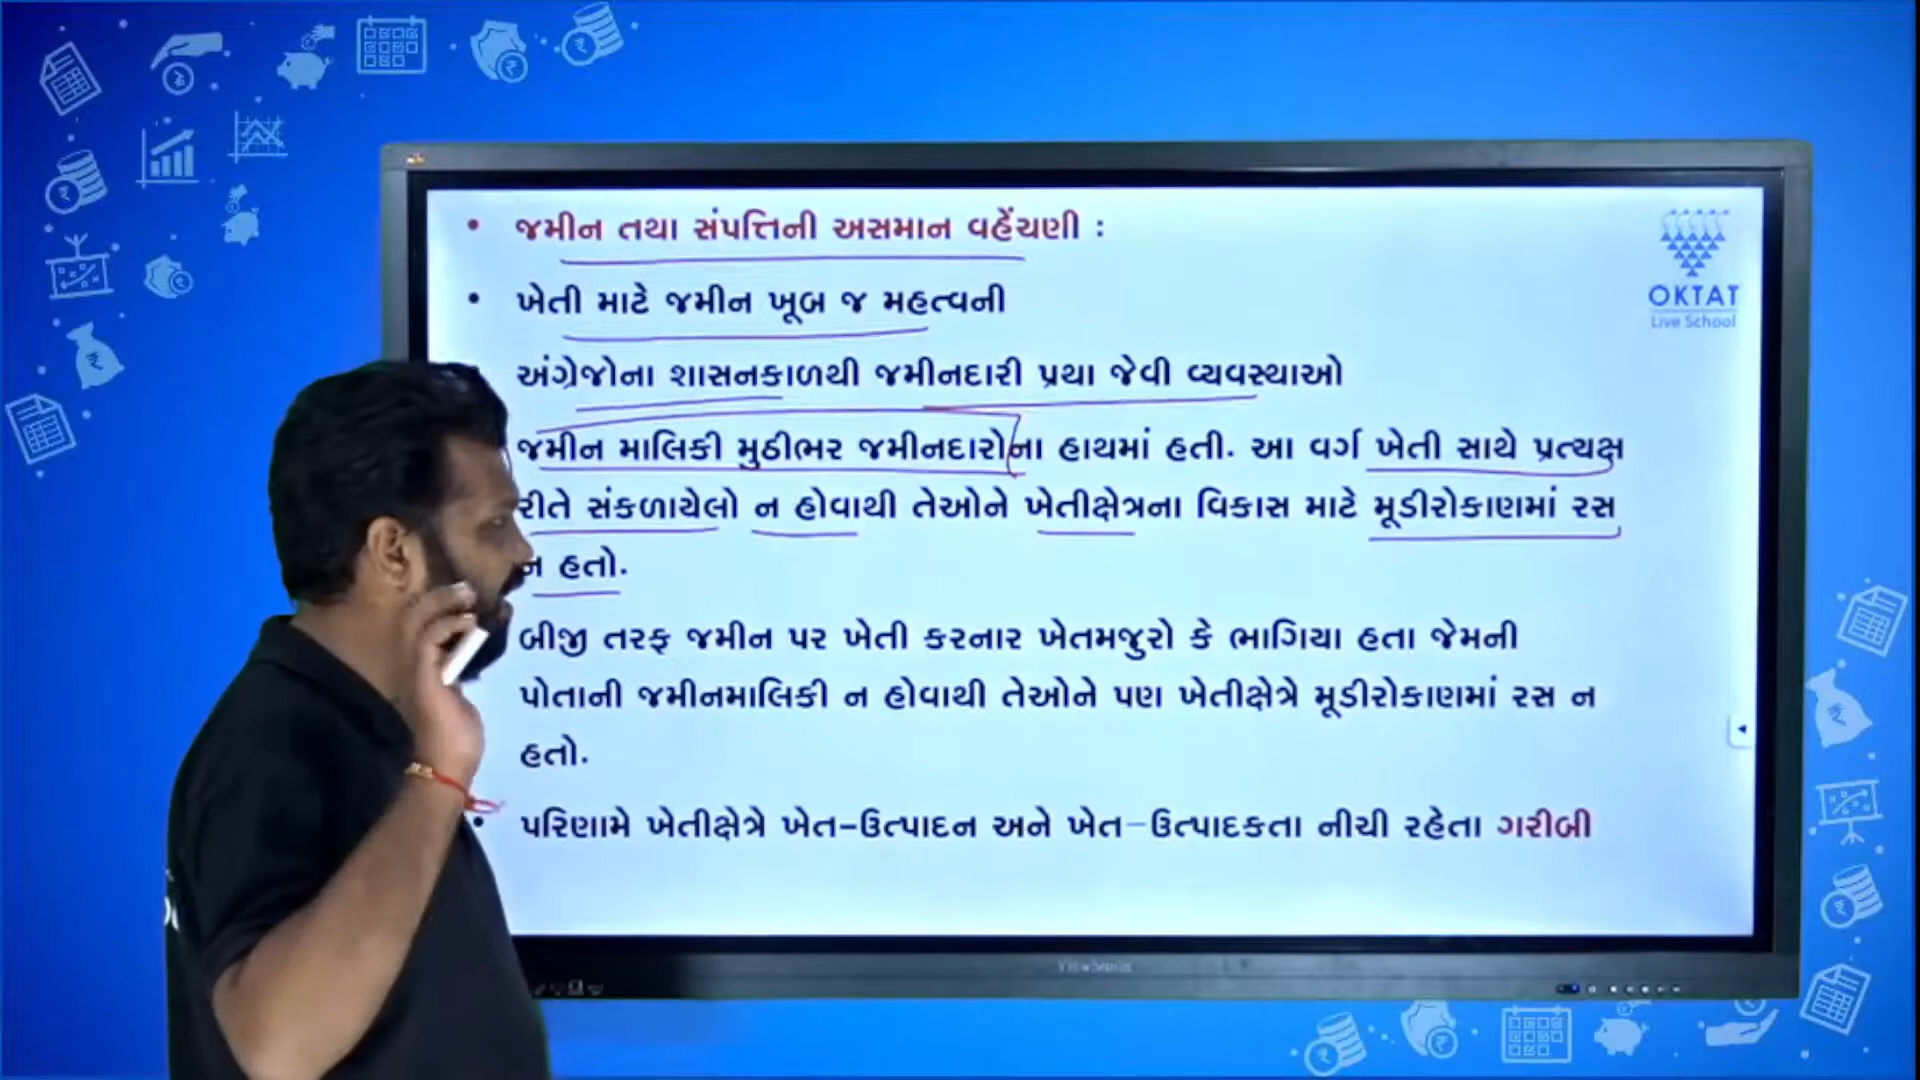 જમીન તથા સંપત્તિની અસમાન વહેંચણી :
ખેતી માટે જમીન ખૂબ જ મહત્વની
અંગ્રેજોના શાસનકાળથી જમીનદારી પ્રથા જેવી વ્યવસ્થાઓ
જમીન માલિકી મુઠીભર જમીનદારોના હાથમાં હતી. આ વર્ગ ખેતી સાથે પ્રત્યક્ષ
રીતે સંકળાયેલો ન હોવાથી તેઓને ખેતીક્ષેત્રના વિકાસ માટે મૂડીરોકાણમાં રસ
ન હતો.
બીજી તરફ જમીન પર ખેતી કરનાર ખેતમજુરો કે ભાગિયા હતા જેમની
પોતાની જમીનમાલિકી ન હોવાથી તેઓને પણ ખેતીક્ષેત્રે મૂડીરોકાણમાં રસ ન
હતો.
પરિણામે ખેતીક્ષેત્રે ખેત-ઉત્પાદન અને ખેત-ઉત્પાદકતા નીચી રહેતા ગરીબી
OKTAT
Live School
ViewSonic